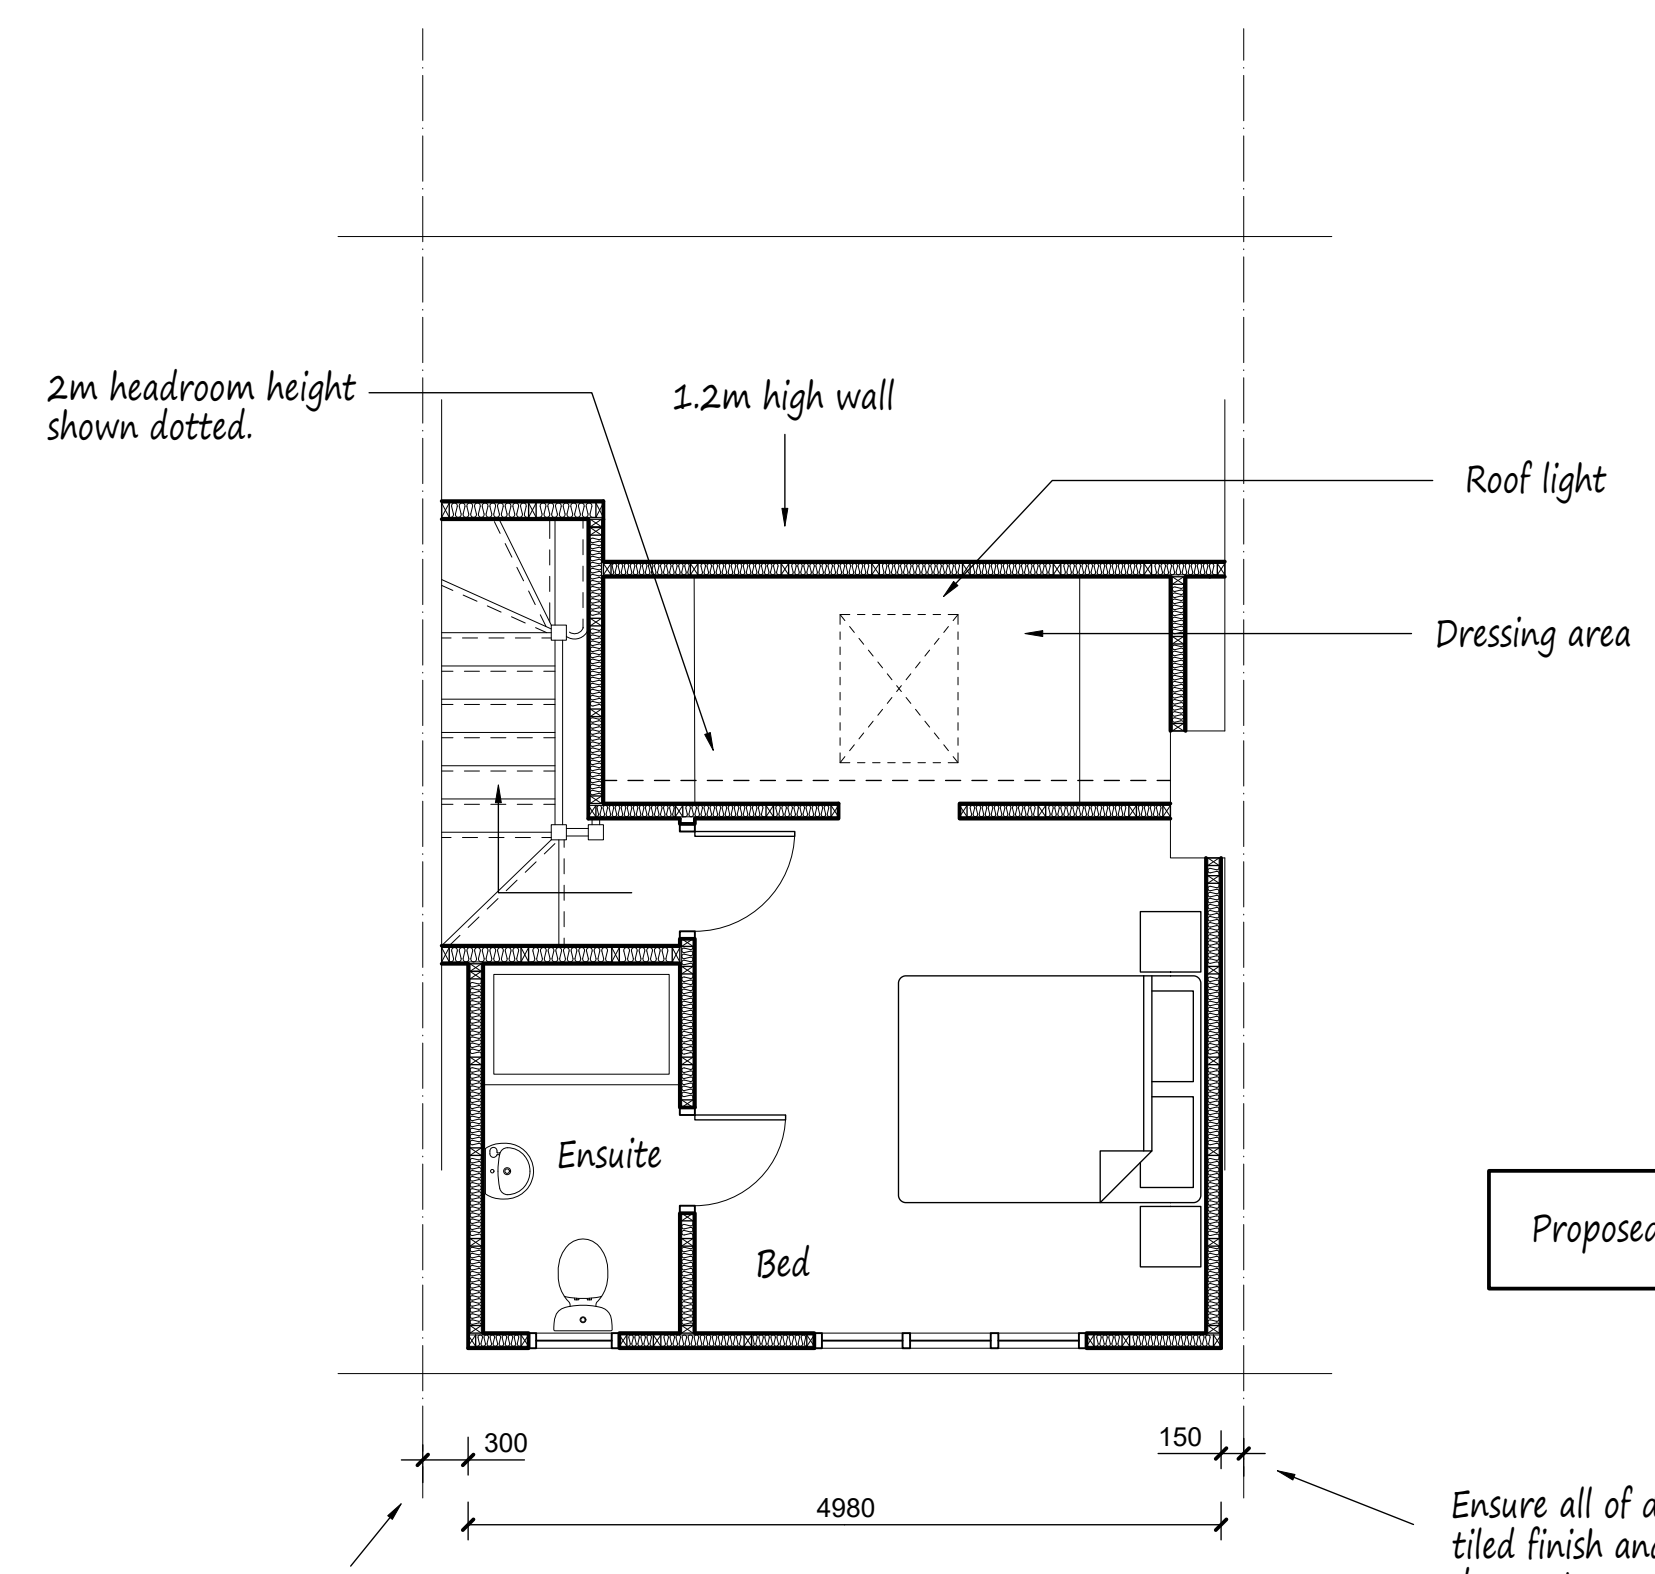 2m headroom height
shown dotted.
1.2m high wall
Roof light
Dressing area
Ensuite
Bed
Proposed
300
150
4980
Ensure all of
tiled finish and